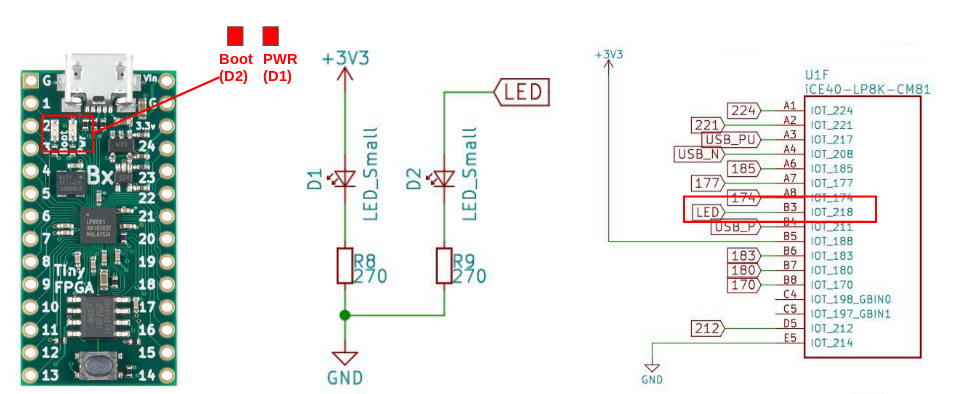 Boot PWR
(D2) (D1)
G Vin
1 G
2 3.3v
3 24
Boot
Pwr
4 23
Bx
5 22
6 21
7 20
8 19
9 18
Tiny
FPGA
10 17
11 16
12 15
13 14
+3V3
LED
D1 LED_Small
D2 LED_Small
R8
270
R9
270
GND
+3V3
U1F
iCE40-LP8K-CM81
224 A1 IOT_224
221 A2 IOT_221
USB_PU A3 IOT_217
USB_N A4 IOT_208
185 A6 IOT_185
177 A7 IOT_177
174 A8 IOT_174
LED B3 IOT_218
USB_P B4 IOT_211
B5 IOT_188
183 B6 IOT_183
180 B7 IOT_180
170 B8 IOT_170
C4 IOT_198_GBIN0
C5 IOT_197_GBIN1
212 D5 IOT_212
E5 IOT_214
GND